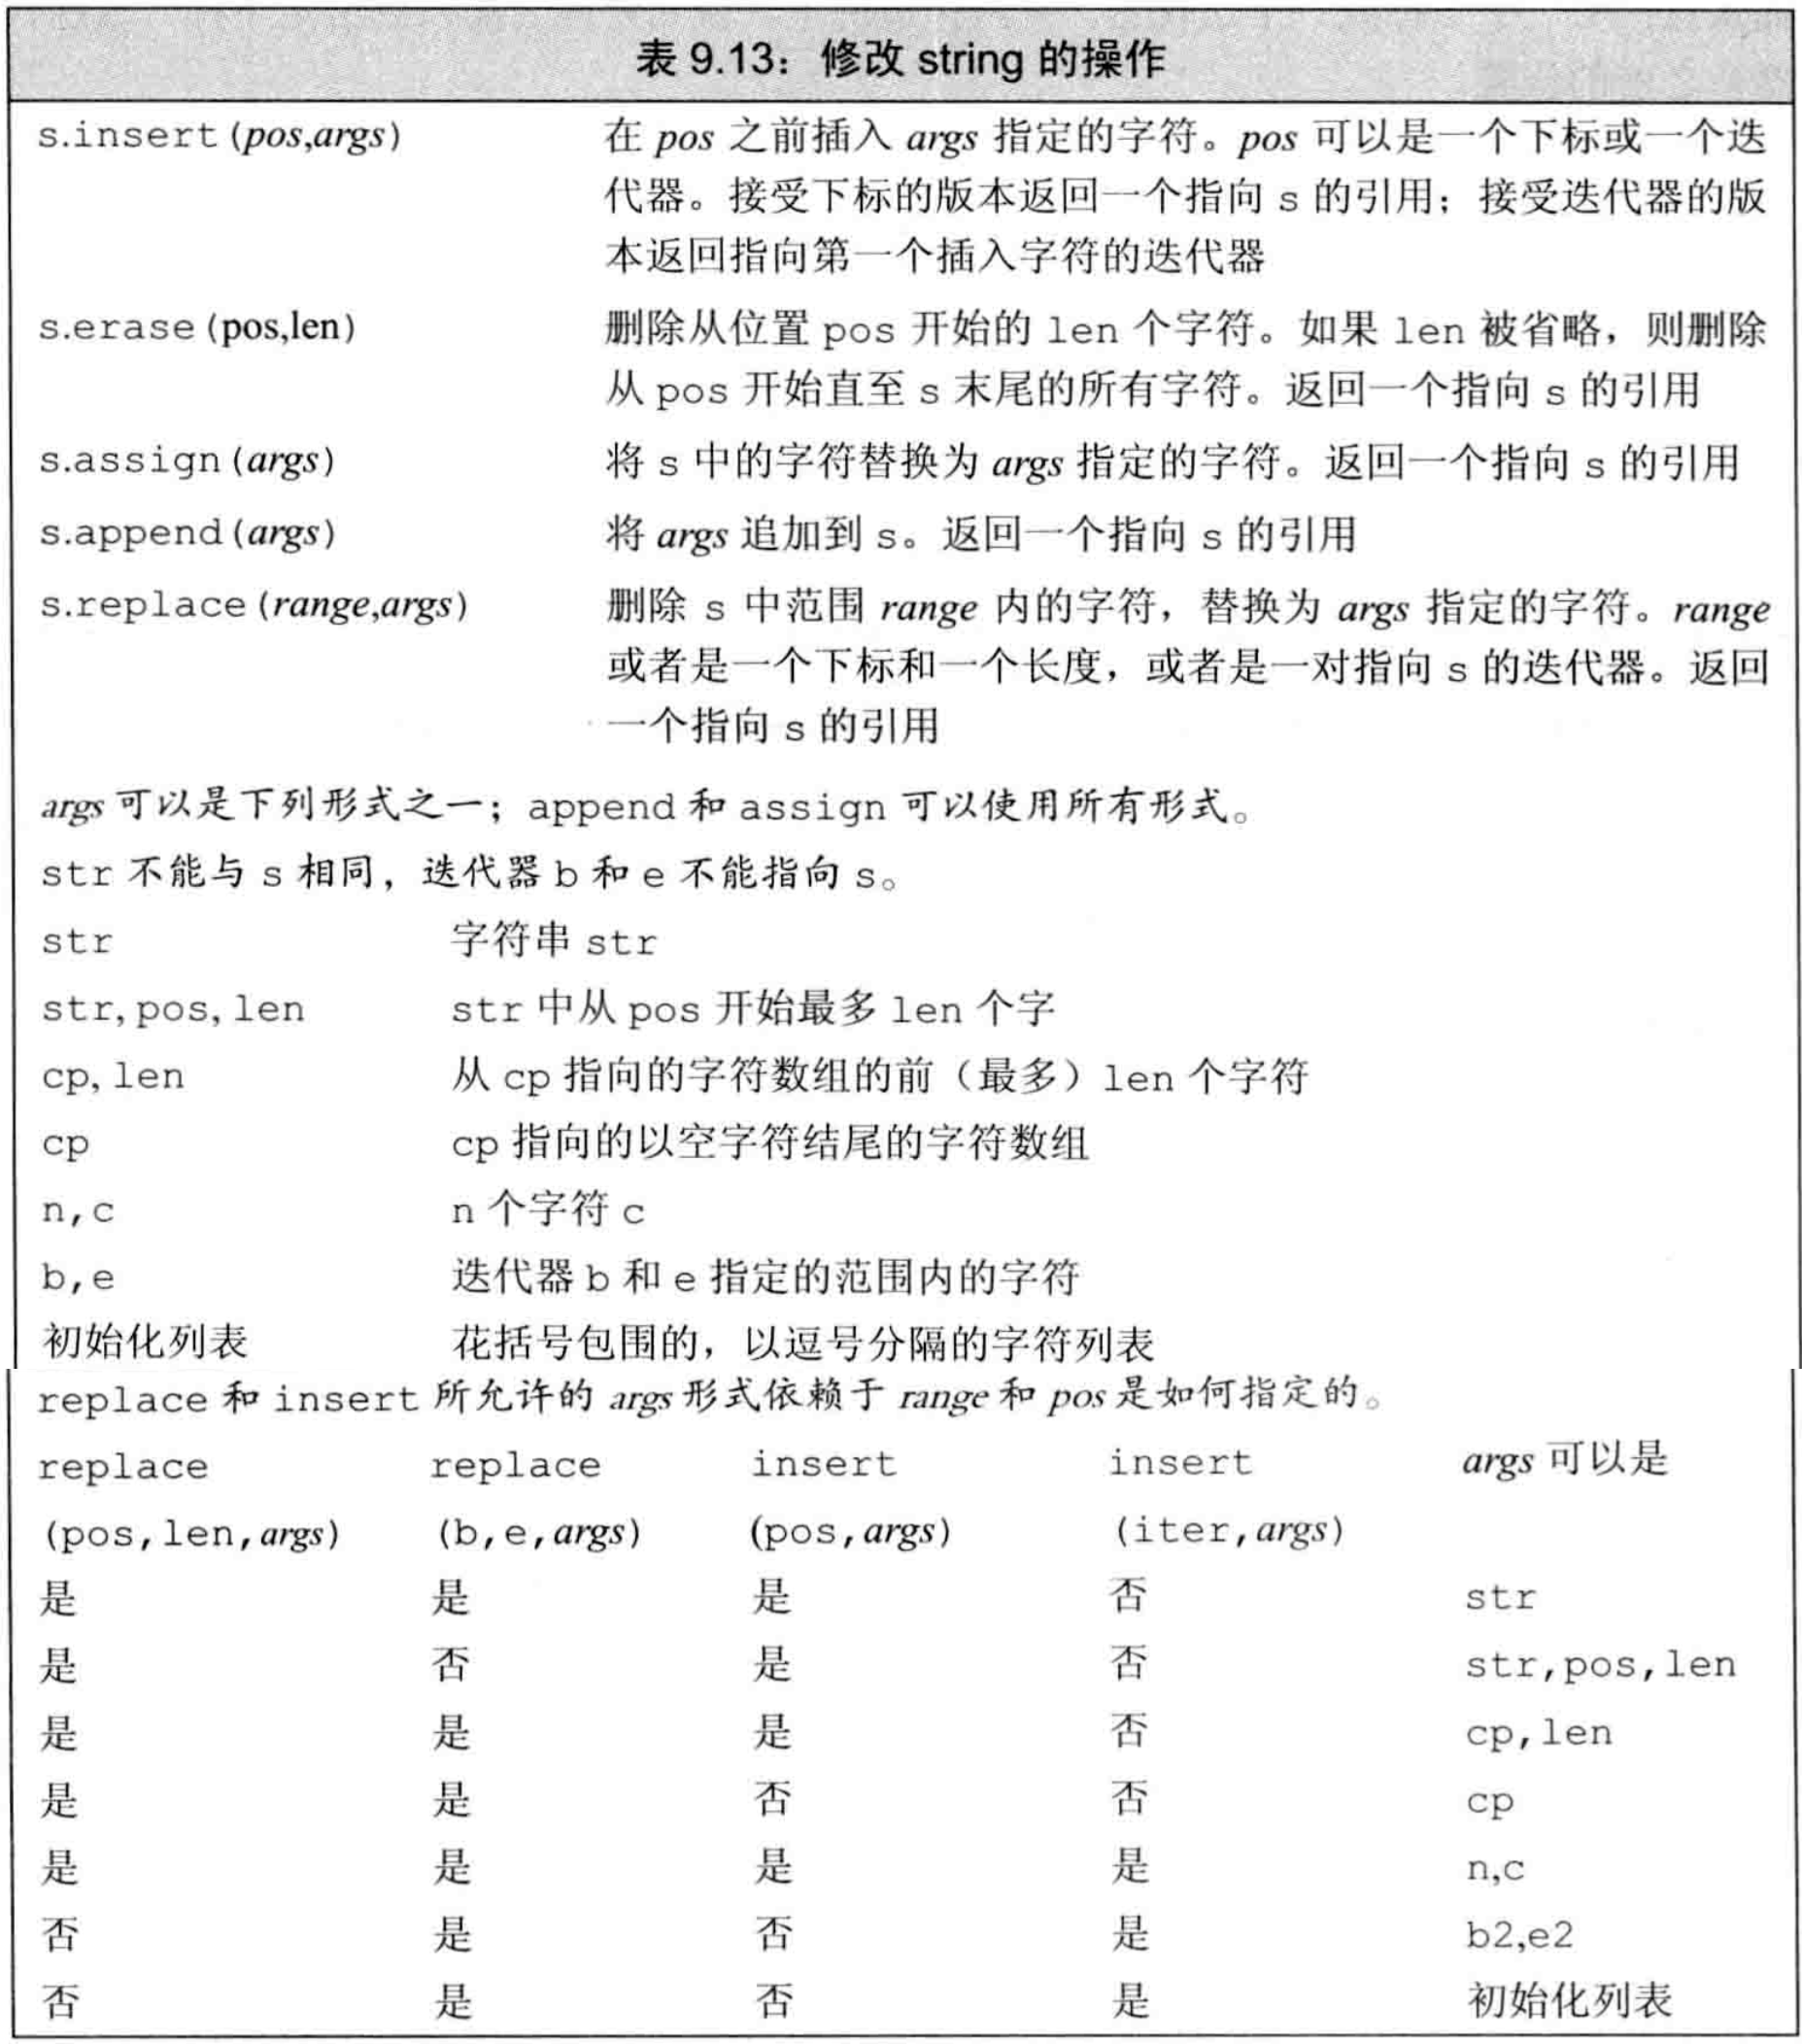 表 9.13：修改 string 的操作
s.insert(pos,args) 在 pos 之前插入 args 指定的字符。pos 可以是一个下标或一个迭
代器。接受下标的版本返回一个指向 s 的引用；接受迭代器的版
本返回指向第一个插入字符的迭代器
s.erase(pos,len) 删除从位置 pos 开始的 len 个字符。如果 len 被省略，则删除
从 pos 开始直至 s 末尾的所有字符。返回一个指向 s 的引用
s.assign(args) 将 s 中的字符替换为 args 指定的字符。返回一个指向 s 的引用
s.append(args) 将 args 追加到 s。返回一个指向 s 的引用
s.replace(range,args) 删除 s 中范围 range 内的字符，替换为 args 指定的字符。range
或者是一个下标和一个长度，或者是一对指向 s 的迭代器。返回
一个指向 s 的引用
args 可以是下列形式之一；append 和 assign 可以使用所有形式。
str 不能与 s 相同，迭代器 b 和 e 不能指向 s。
str 字符串 str
str,pos,len str 中从 pos 开始最多 len 个字
cp,len 从 cp 指向的字符数组的前（最多）len 个字符
cp cp 指向的以空字符结尾的字符数组
n,c n 个字符 c
b,e 迭代器 b 和 e 指定的范围内的字符
初始化列表 花括号包围的，以逗号分隔的字符列表
replace 和 insert 所允许的 args 形式依赖于 range 和 pos 是如何指定的。
replace replace insert insert args 可以是
(pos,len,args) (b,e,args) (pos,args) (iter,args)
是 是 是 否 str
是 否 是 否 str,pos,len
是 是 是 否 cp,len
是 是 否 否 cp
是 是 是 是 n,c
否 是 否 是 b2,e2
否 是 否 是 初始化列表